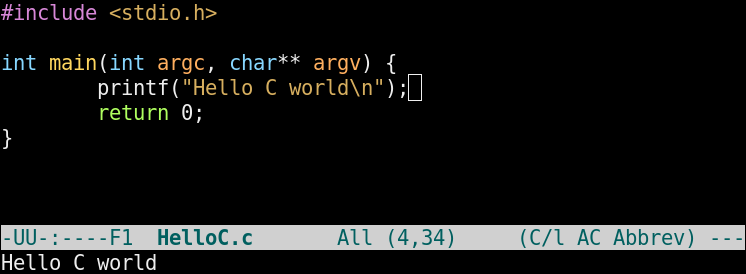 #include <stdio.h>
int main(int argc, char** argv) {
        printf("Hello C world\n");
        return 0;
}
-UU-:----F1  HelloC.c       All (4,34)     (C/l AC Abbrev) ---
Hello C world